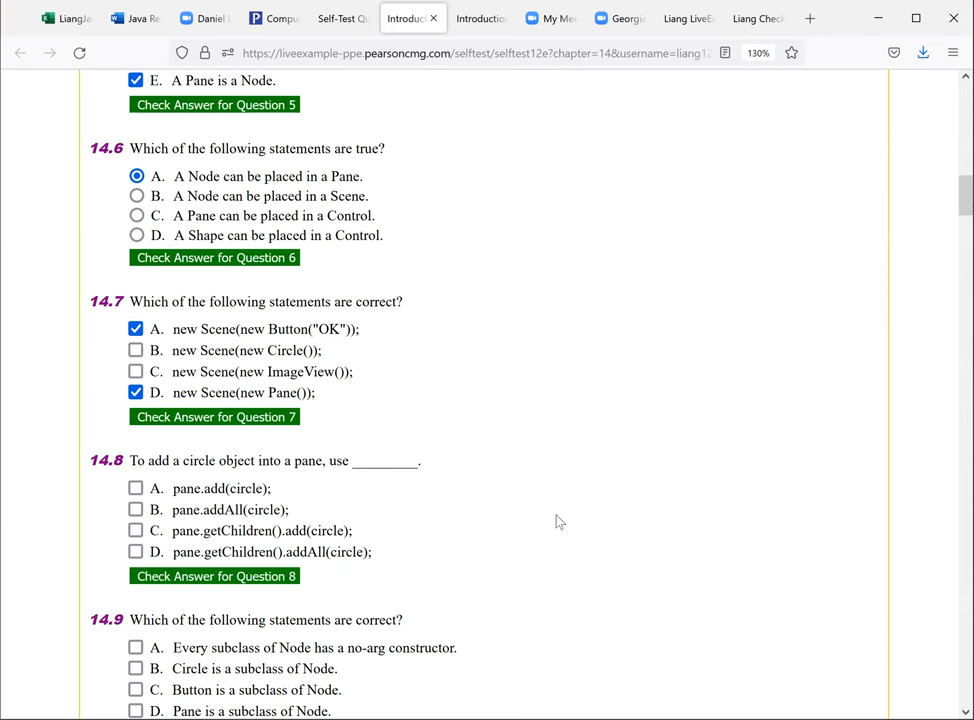 LiangJa
Java Re
Daniel L
Compu
Self-Test Qu
Introduc
Introduction
My Mee
Georgia
Liang LiveEx
Liang Check
https://liveexample-ppe.pearsoncmg.com/selftest/selftest12e?chapter=14&username=liang12
130%
E. A Pane is a Node.
Check Answer for Question 5
14.6 Which of the following statements are true?
A. A Node can be placed in a Pane.
B. A Node can be placed in a Scene.
C. A Pane can be placed in a Control.
D. A Shape can be placed in a Control.
Check Answer for Question 6
14.7 Which of the following statements are correct?
A. new Scene(new Button("OK"));
B. new Scene(new Circle());
C. new Scene(new ImageView());
D. new Scene(new Pane());
Check Answer for Question 7
14.8 To add a circle object into a pane, use _________.
A. pane.add(circle);
B. pane.addAll(circle);
C. pane.getChildren().add(circle);
D. pane.getChildren().addAll(circle);
Check Answer for Question 8
14.9 Which of the following statements are correct?
A. Every subclass of Node has a no-arg constructor.
B. Circle is a subclass of Node.
C. Button is a subclass of Node.
D. Pane is a subclass of Node.